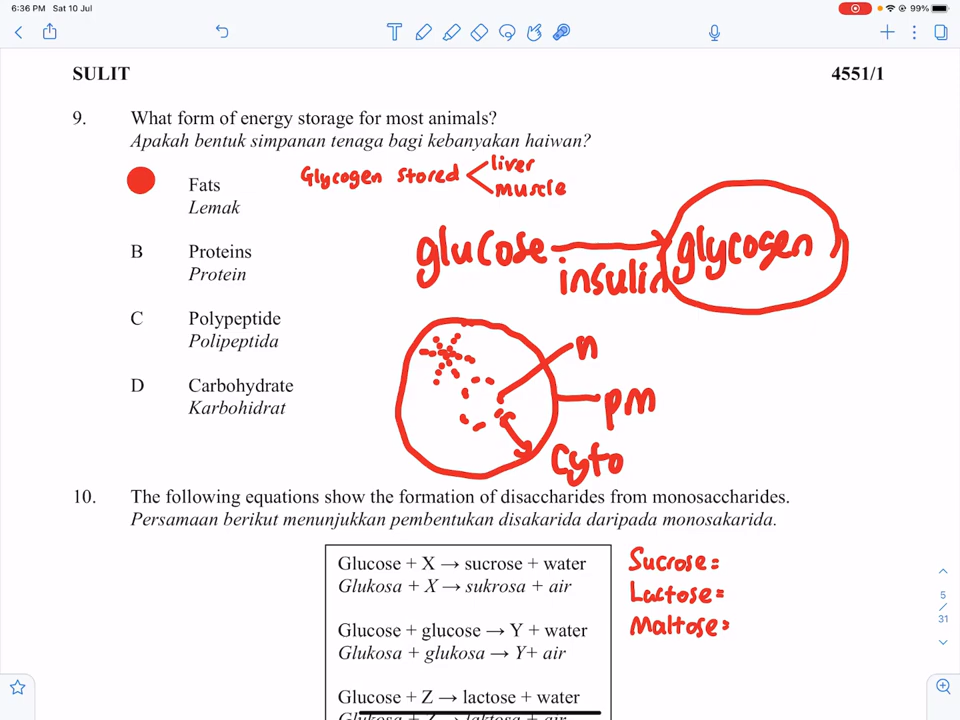 6:36 PM Sat 10 Jul
99%
SULIT
4551/1
9. What form of energy storage for most animals?
Apakah bentuk simpanan tenaga bagi kebanyakan haiwan?
Glycogen stored
liver
muscle
Fats
Lemak
glucose
insulin
glycogen
B Proteins
Protein
C Polypeptide
Polipeptida
D Carbohydrate
Karbohidrat
n
pm
Cyto
10. The following equations show the formation of disaccharides from monosaccharides.
Persamaan berikut menunjukkan pembentukan disakarida daripada monosakarida.
Glucose + X → sucrose + water
Glukosa + X → sukrosa + air
Glucose + glucose → Y + water
Glukosa + glukosa → Y+ air
Glucose + Z → lactose + water
Glukosa + Z → laktosa + air
Sucrose =
Lactose =
Maltose =
5
/
31